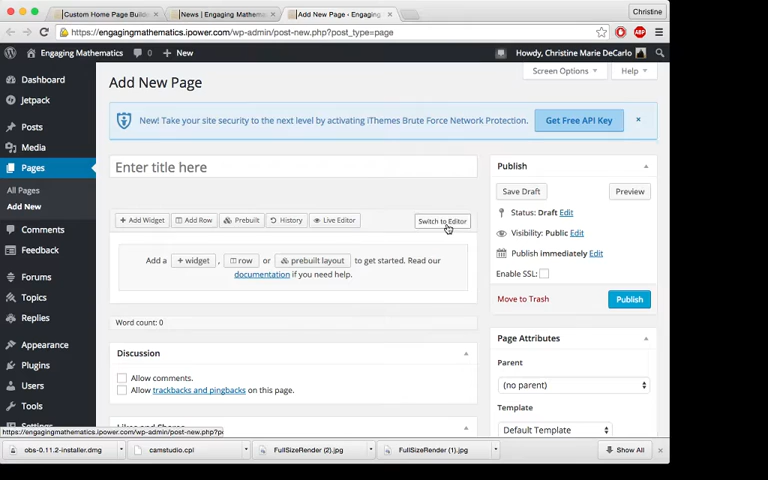 Custom Home Page Builde
News | Engaging Mathema
Add New Page ‹ Engaging
Christine
https://engagingmathematics.ipower.com/wp-admin/post-new.php?post_type=page
ABP
Engaging Mathematics
0
+ New
Howdy, Christine Marie DeCarlo
Dashboard
Jetpack
Posts
Media
Pages
All Pages
Add New
Comments
Feedback
Forums
Topics
Replies
Appearance
Plugins
Users
Tools
Settings
Add New Page
Screen Options
Help
New! Take your site security to the next level by activating iThemes Brute Force Network Protection.
Get Free API Key
×
Enter title here
Add Widget
Add Row
Prebuilt
History
Live Editor
Switch to Editor
Add a + widget , row or prebuilt layout to get started. Read our
documentation if you need help.
Word count: 0
Discussion
Allow comments.
Allow trackbacks and pingbacks on this page.
Likes and Shares
Publish
Save Draft
Preview
Status: Draft Edit
Visibility: Public Edit
Publish immediately Edit
Enable SSL:
Move to Trash
Publish
Page Attributes
Parent
(no parent)
Template
Default Template
https://engagingmathematics.ipower.com/wp-admin/post-new.php?p
obs-0.11.2-installer.dmg
camstudio.cpl
FullSizeRender (2).jpg
FullSizeRender (1).jpg
Show All